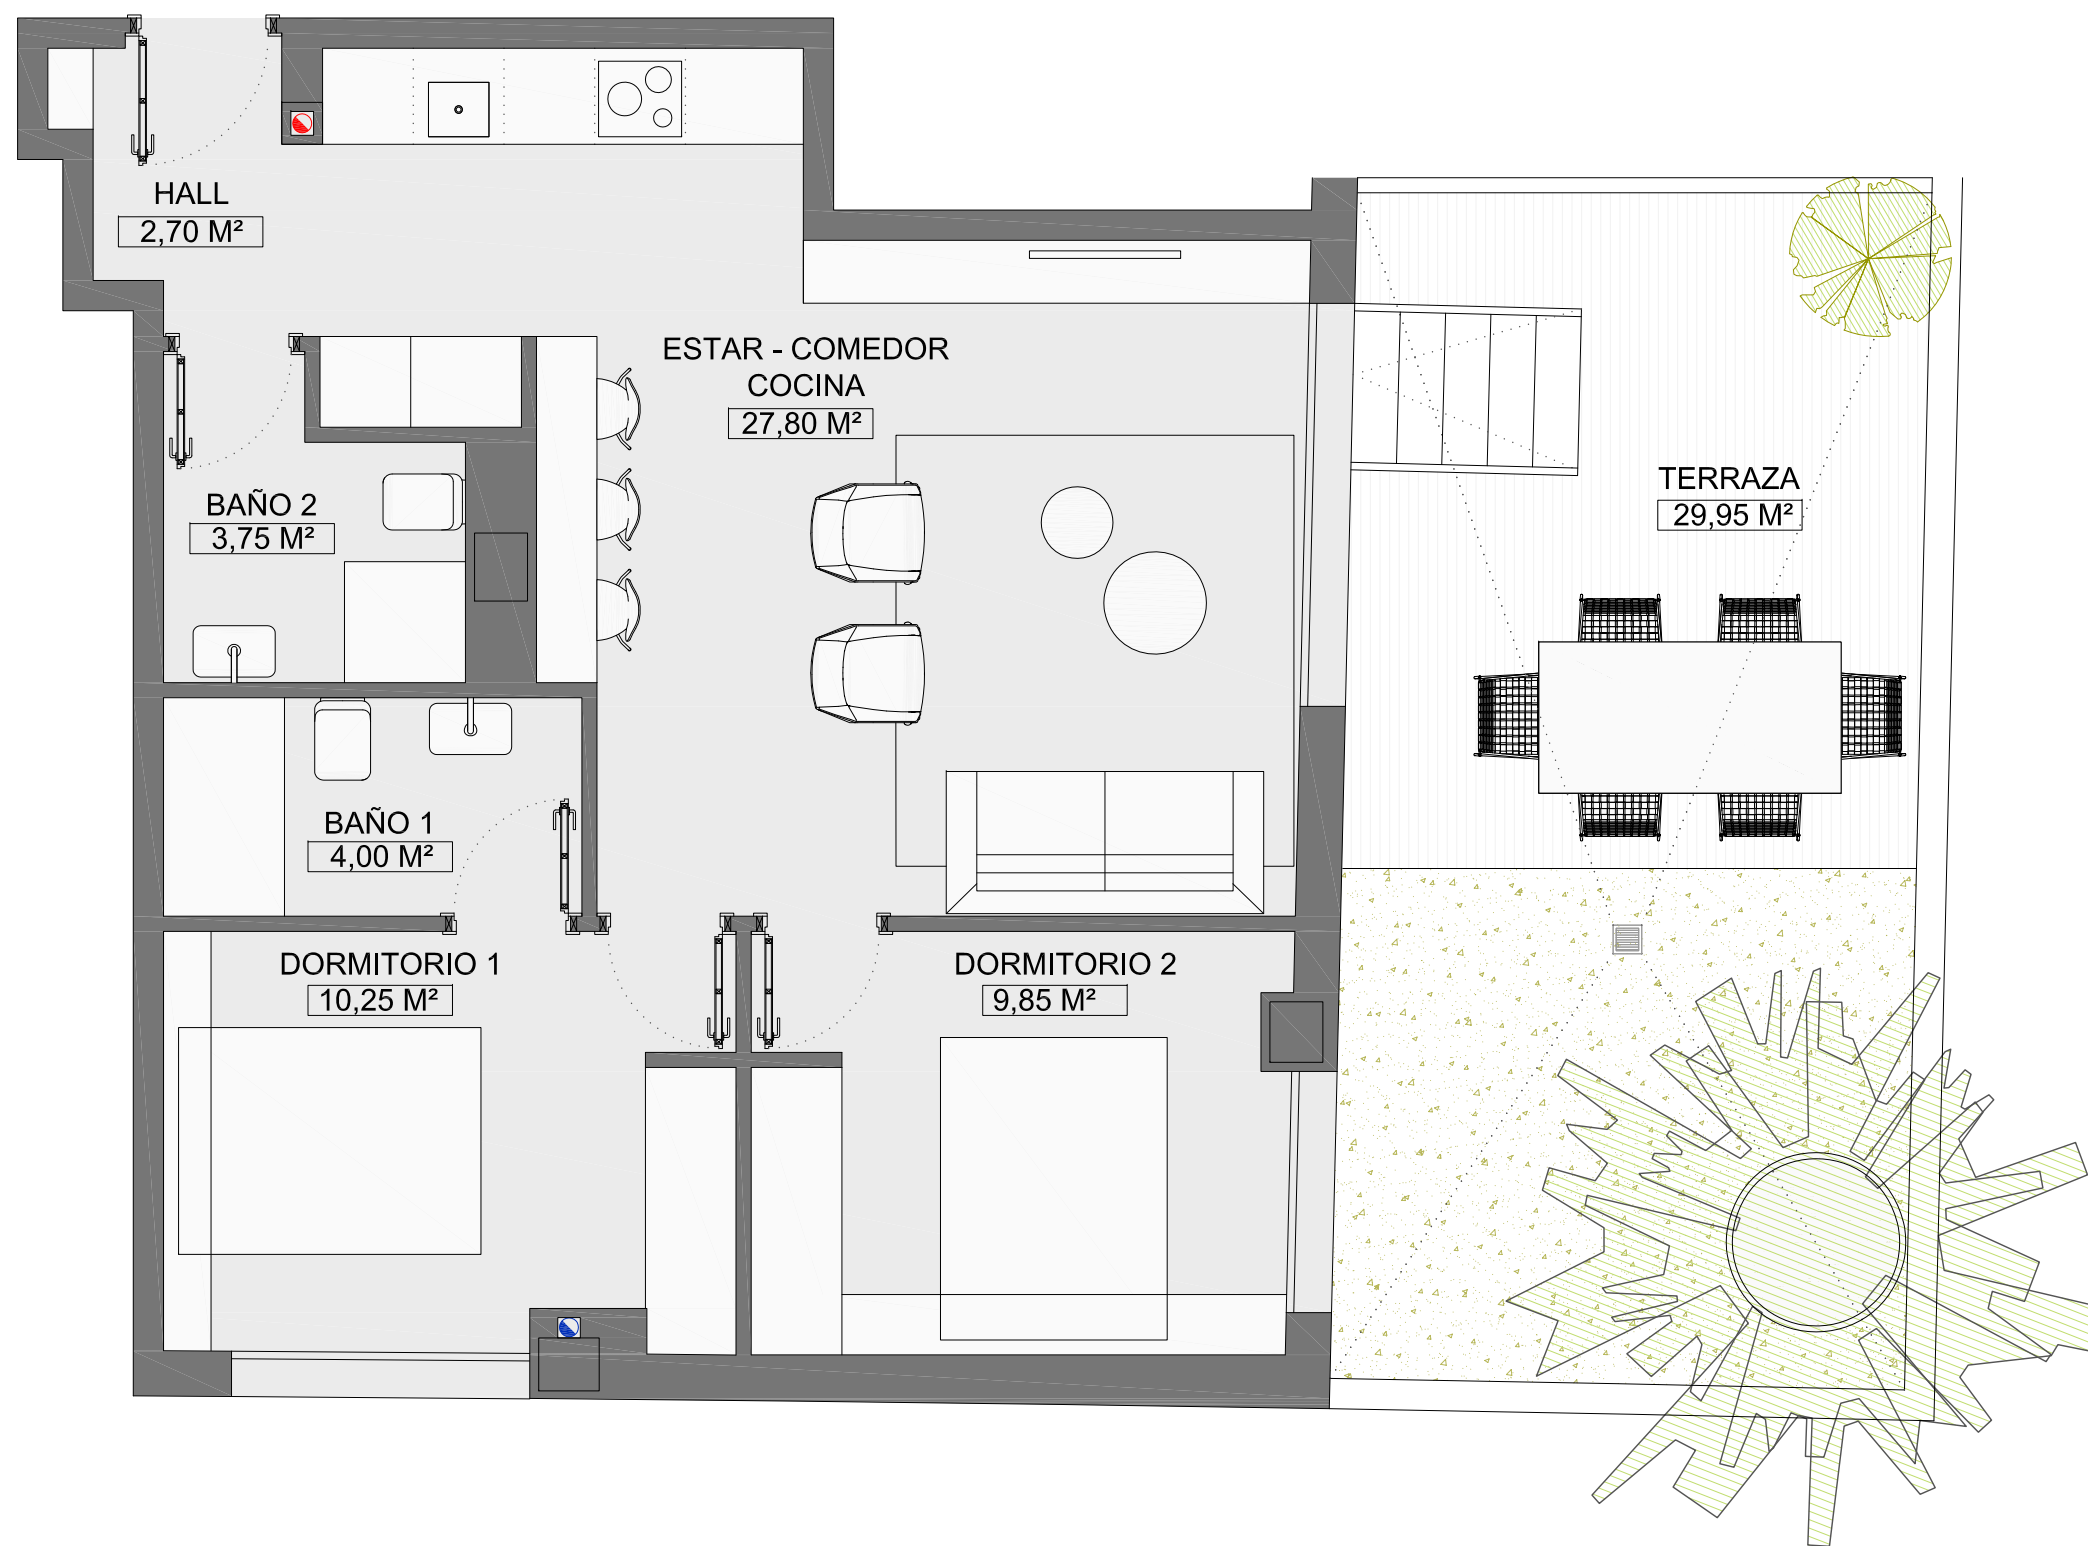 HALL
2,70 M²
ESTAR - COMEDOR
COCINA
27,80 M²
TERRAZA
29,95 M²
BAÑO 2
3,75 M²
BAÑO 1
4,00 M²
DORMITORIO 1
10,25 M²
DORMITORIO 2
9,85 M²